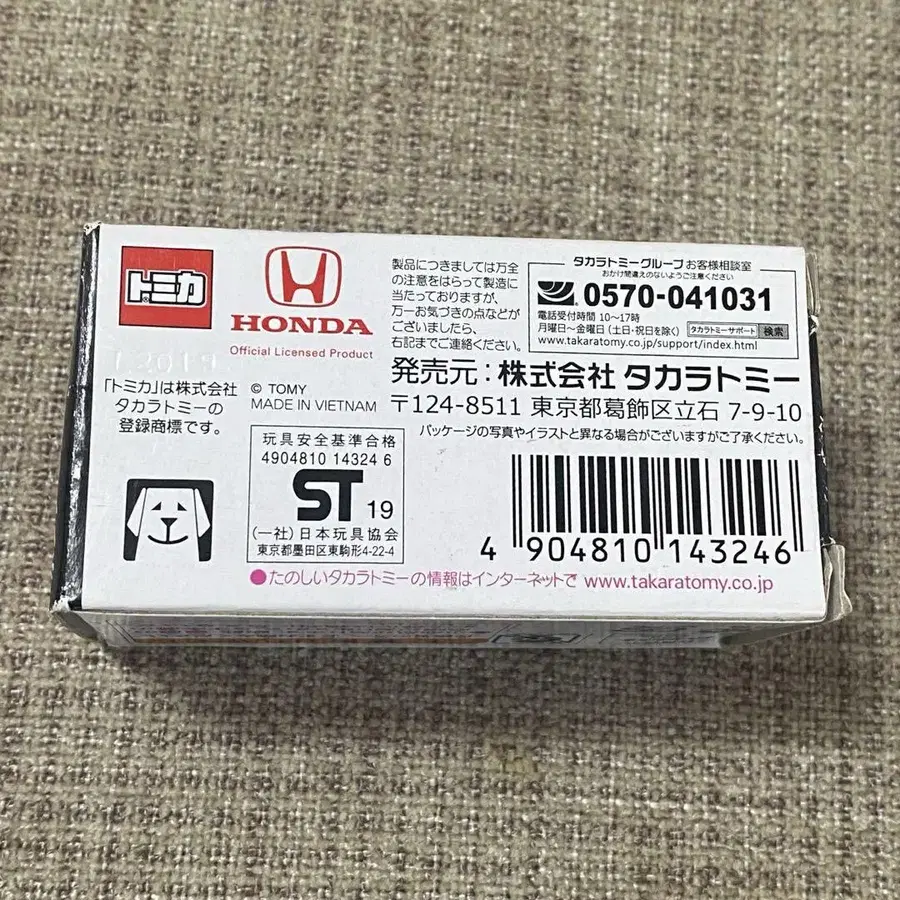 トミカ®
HONDA
Official Licensed Product
製品につきましては万全
の注意をはらって製造に
当たっておりますが、
万一お気づきの点などが
ございましたら、
右記までご連絡ください。
タカラトミーグループ お客様相談室
おかけ間違えのないようご注意ください
0570-041031
電話受付時間 10〜17時
月曜日〜金曜日 (土・祝日を除く) タカラトミーサポート 検索
www.takaratomy.co.jp/support/index.html
発売元:株式会社 タカラトミー
〒124-8511 東京都葛飾区立石 7-9-10
パッケージの写真やイラストと異なる場合がございますがご了承ください。
「トミカ」は株式会社
タカラトミーの
登録商標です。
© TOMY
MADE IN VIETNAM
玩具安全基準合格
4904810 14324 6
ST 19
(一社)日本玩具協会
東京都墨田区東駒形4-22-4
4 904810 143246
●たのしいタカラトミーの情報はインターネットで www.takaratomy.co.jp